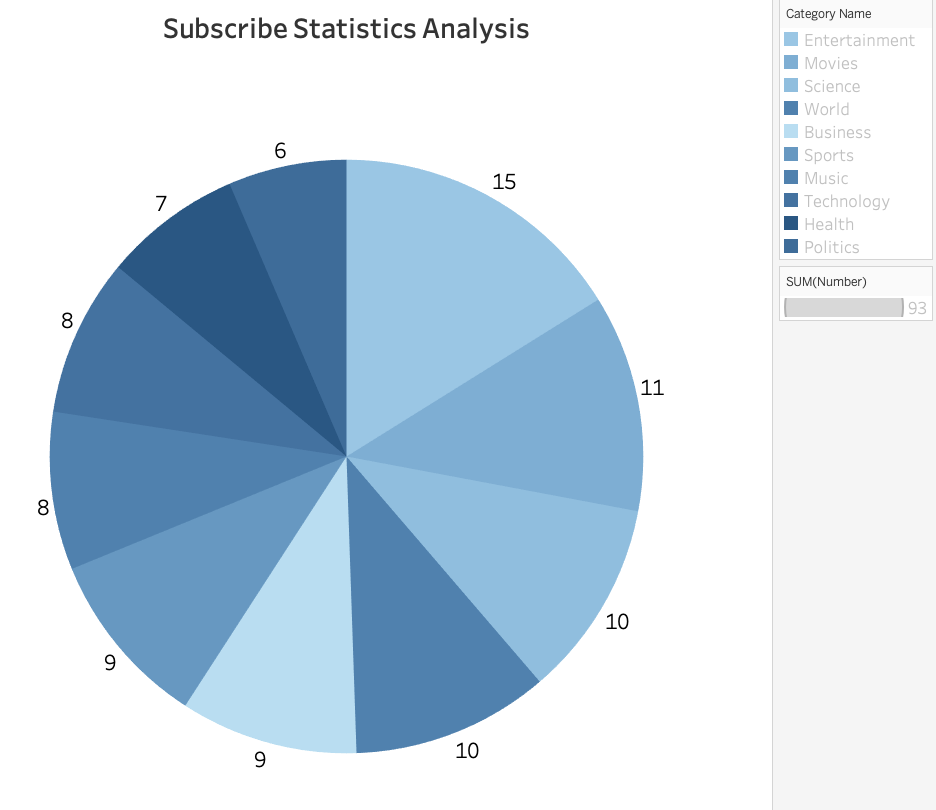 Subscribe Statistics Analysis
6
15
7
8
11
8
10
9
10
9
Category Name
Entertainment
Movies
Science
World
Business
Sports
Music
Technology
Health
Politics
SUM(Number)
93